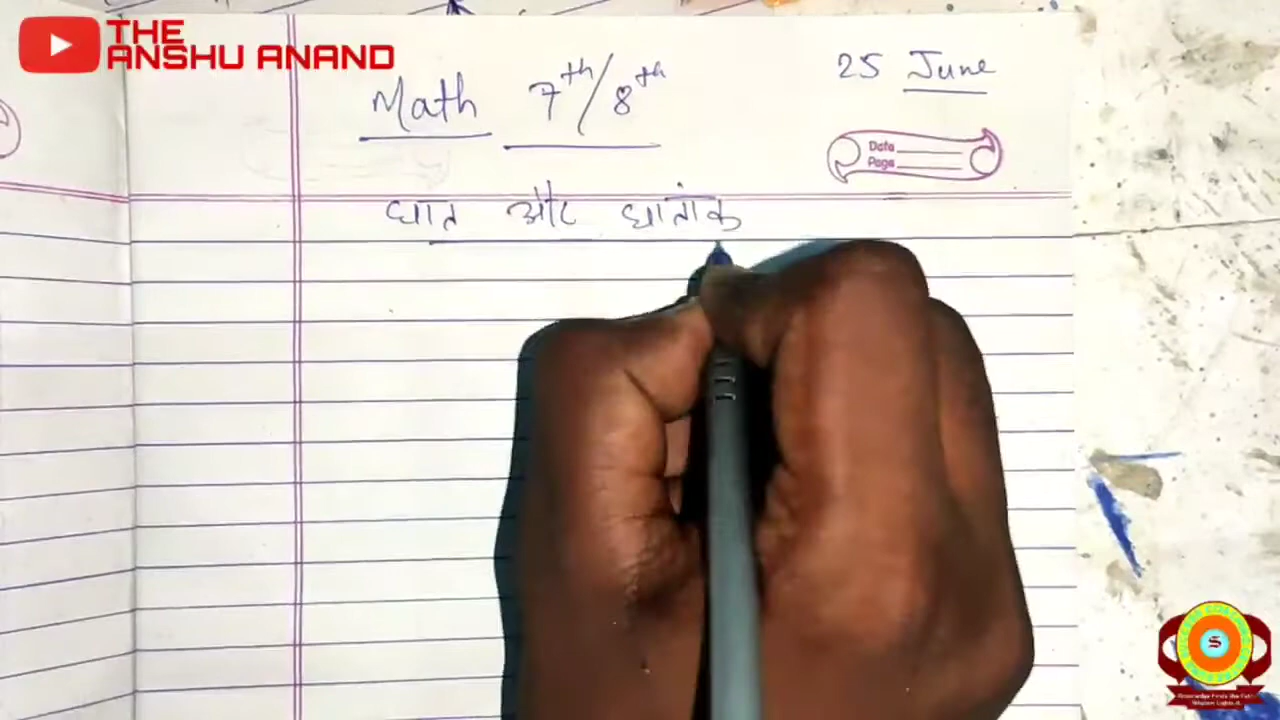 THE
ANSHU ANAND
Math 7th/8th
25 June
Date
Page
घात और घातांक
S